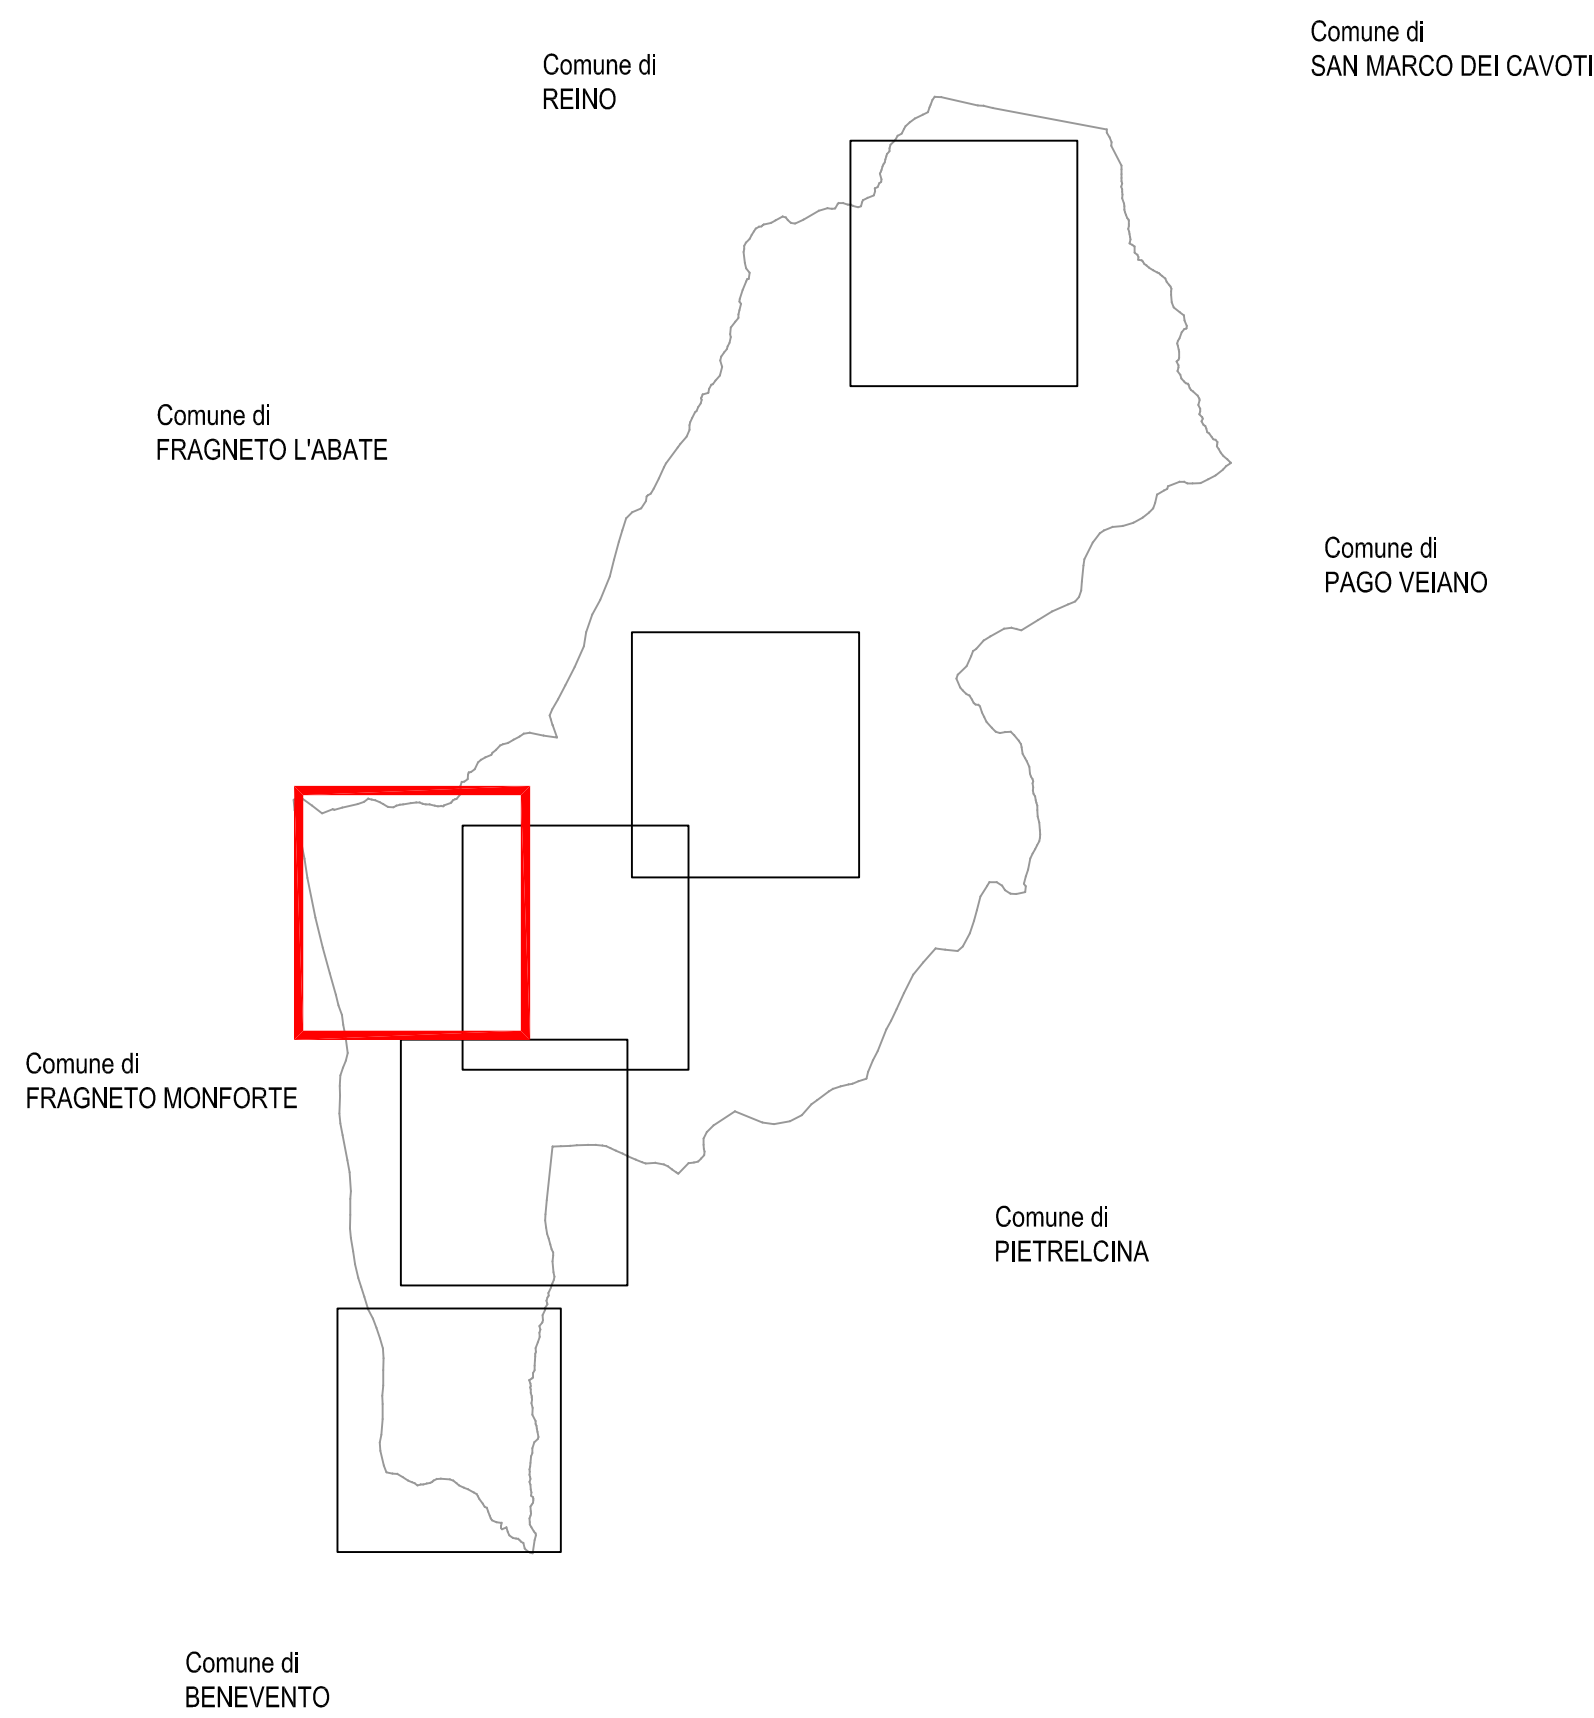 Comune di
SAN MARCO DEI CAVOTI
Comune di
REINO
Comune di
FRAGNETO L'ABATE
Comune di
PAGO VEIANO
Comune di
FRAGNETO MONFORTE
Comune di
PIETRELCINA
Comune di
BENEVENTO